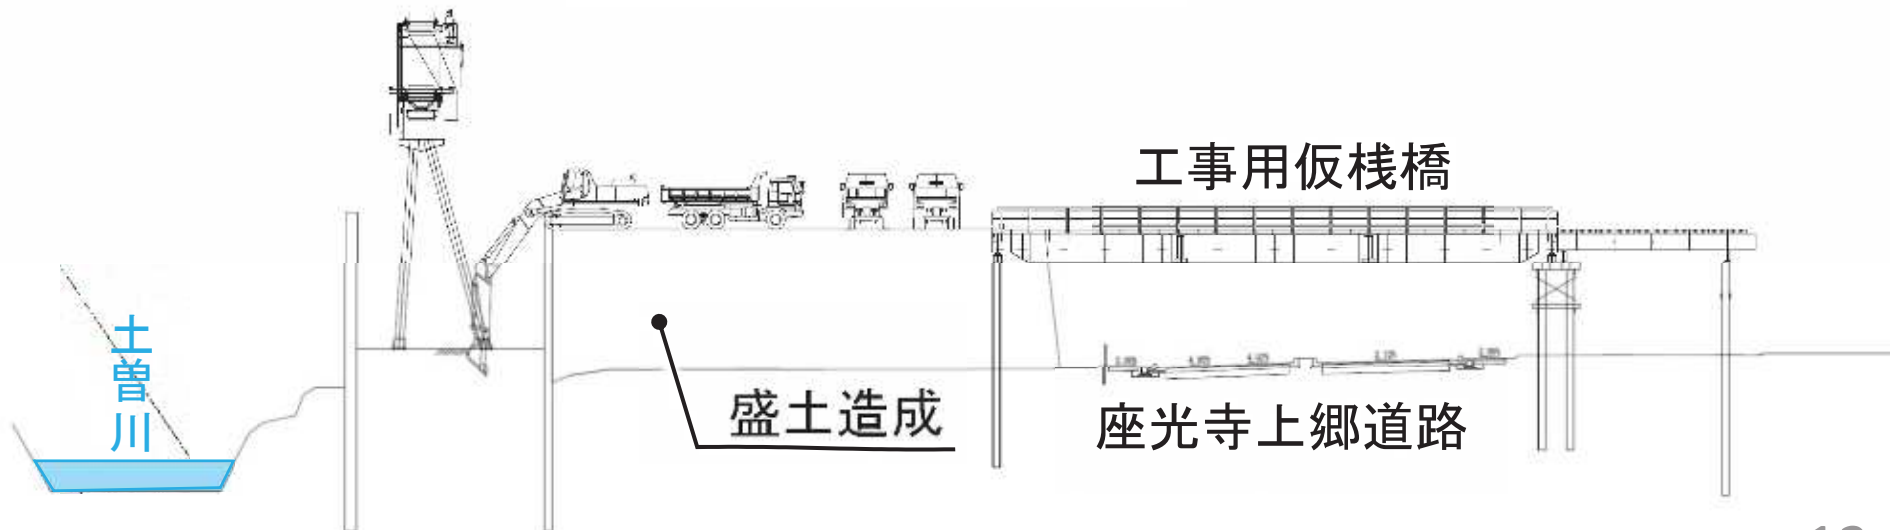 工事用仮桟橋
土曽川
盛土造成
座光寺上郷道路